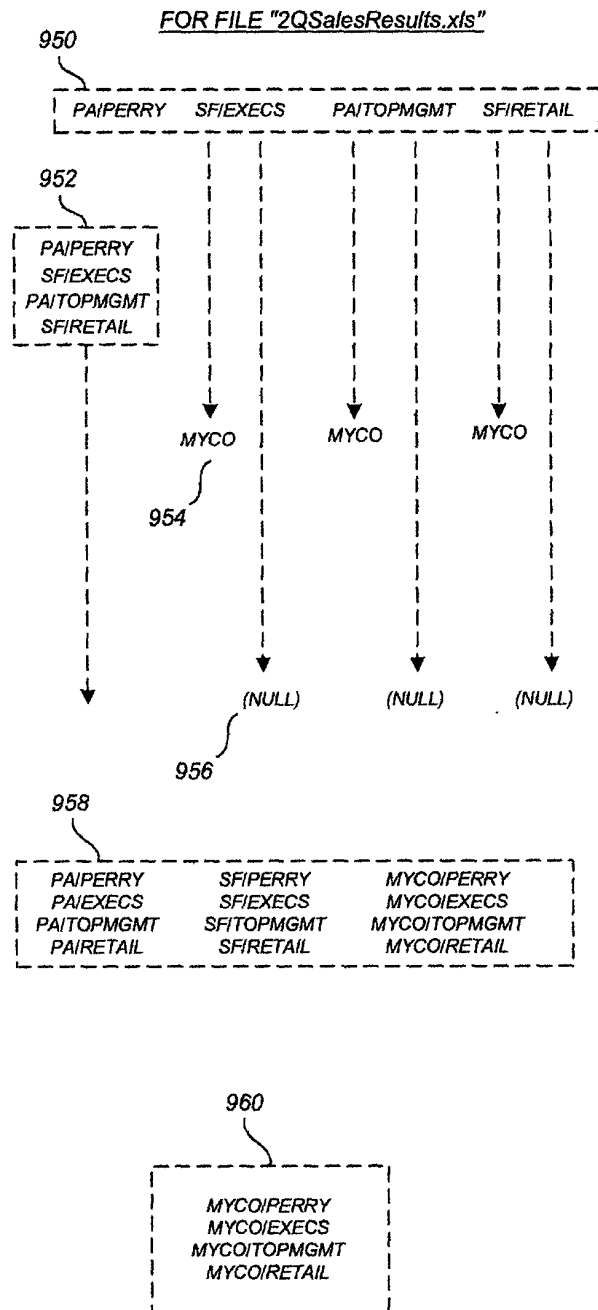 FOR FILE "2QSalesResults.xls"
950
PA/PERRY SF/EXECS PA/TOPMGMT SF/RETAIL
952
PA/PERRY
SF/EXECS
PA/TOPMGMT
SF/RETAIL
MYCO MYCO MYCO
954
(NULL) (NULL) (NULL)
956
958
PA/PERRY SF/PERRY MYCO/PERRY
PA/EXECS SF/EXECS MYCO/EXECS
PA/TOPMGMT SF/TOPMGMT MYCO/TOPMGMT
PA/RETAIL SF/RETAIL MYCO/RETAIL
960
MYCO/PERRY
MYCO/EXECS
MYCO/TOPMGMT
MYCO/RETAIL